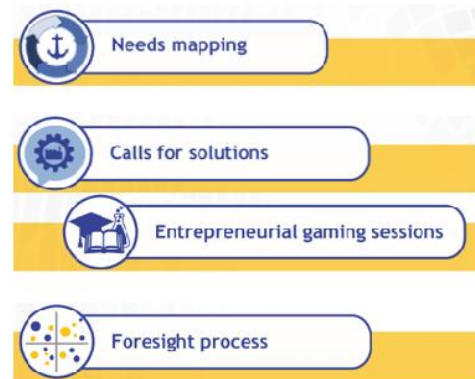 Needs mapping
Calls for solutions
Entrepreneurial gaming sessions
Foresight process